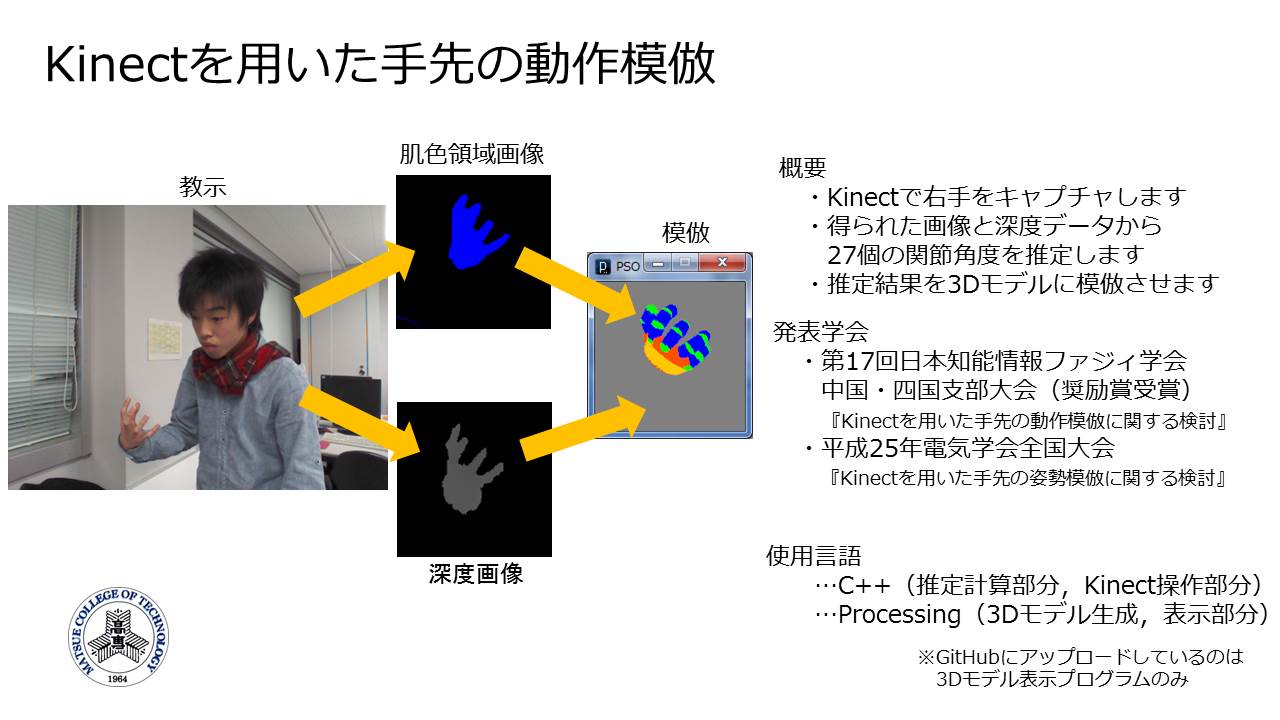 Kinectを用いた手先の動作模倣
教示
肌色領域画像
模倣
PSO
深度画像
概要
・Kinectで右手をキャプチャします
・得られた画像と深度データから
27個の関節角度を推定します
・推定結果を3Dモデルに模倣させます
発表学会
・第17回日本知能情報ファジィ学会
中国・四国支部大会（奨励賞受賞）
『Kinectを用いた手先の動作模倣に関する検討』
・平成25年電気学会全国大会
『Kinectを用いた手先の姿勢模倣に関する検討』
使用言語
…C++（推定計算部分，Kinect操作部分）
…Processing（3Dモデル生成，表示部分）
※GitHubにアップロードしているのは
3Dモデル表示プログラムのみ
MATSUE COLLEGE OF TECHNOLOGY
高専
1964